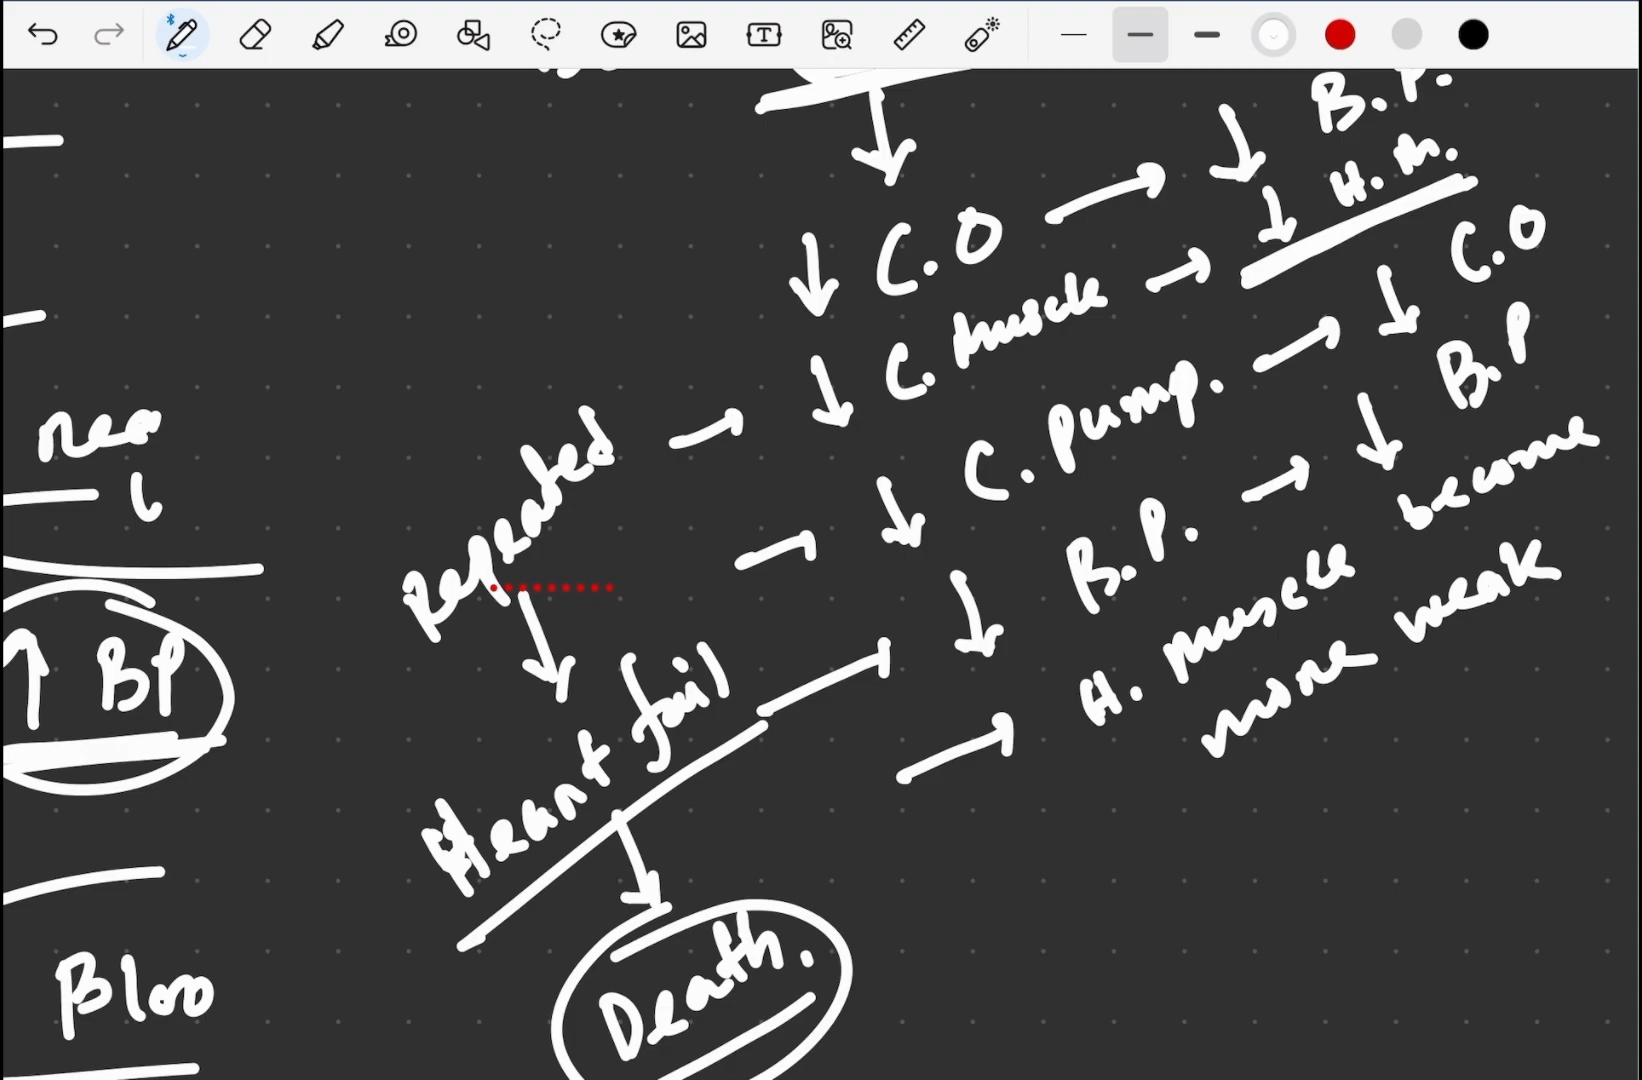 ↓ B.P.
↓ H.M.
↓ C.O →
↓ C. muscle →
↓ C.O
Repeated → ↓ C. Pump. →
↓ B.P
→ ↓ B.P. →
H. muscle become
more weak
Heart fail
Death.
↑ BP
Bloo